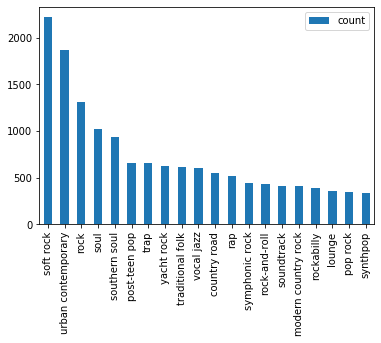 count
2000
1500
1000
500
0
soft rock
urban contemporary
rock
soul
southern soul
post-teen pop
trap
yacht rock
traditional folk
vocal jazz
country road
rap
symphonic rock
rock-and-roll
soundtrack
modern country rock
rockabilly
lounge
pop rock
synthpop